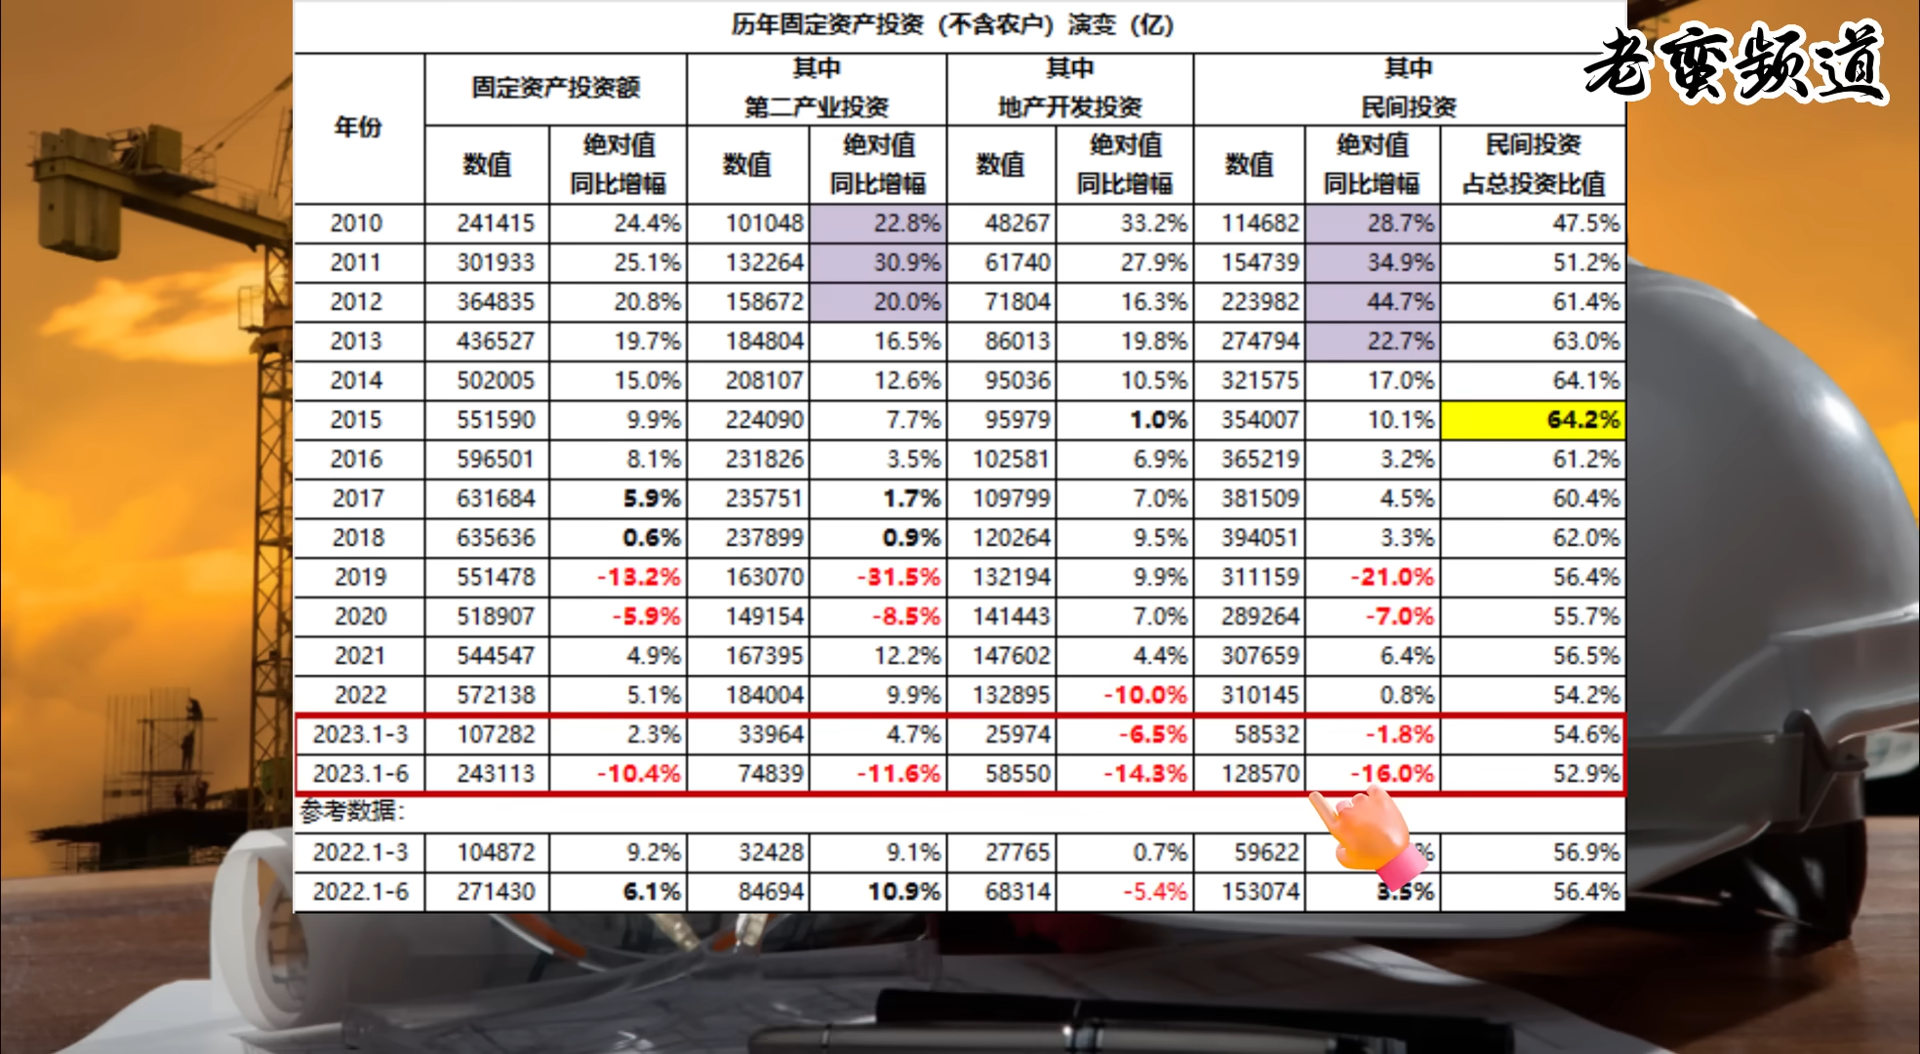 历年固定资产投资（不含农户）演变（亿）
老蛮频道
年份 固定资产投资额 其中 第二产业投资 其中 地产开发投资 其中 民间投资
数值 绝对值同比增幅 数值 绝对值同比增幅 数值 绝对值同比增幅 数值 绝对值同比增幅 民间投资占总投资比值
2010 241415 24.4% 101048 22.8% 48267 33.2% 114682 28.7% 47.5%
2011 301933 25.1% 132264 30.9% 61740 27.9% 154739 34.9% 51.2%
2012 364835 20.8% 158672 20.0% 71804 16.3% 223982 44.7% 61.4%
2013 436527 19.7% 184804 16.5% 86013 19.8% 274794 22.7% 63.0%
2014 502005 15.0% 208107 12.6% 95036 10.5% 321575 17.0% 64.1%
2015 551590 9.9% 224090 7.7% 95979 1.0% 354007 10.1% 64.2%
2016 596501 8.1% 231826 3.5% 102581 6.9% 365219 3.2% 61.2%
2017 631684 5.9% 235751 1.7% 109799 7.0% 381509 4.5% 60.4%
2018 635636 0.6% 237899 0.9% 120264 9.5% 394051 3.3% 62.0%
2019 551478 -13.2% 163070 -31.5% 132194 9.9% 311159 -21.0% 56.4%
2020 518907 -5.9% 149154 -8.5% 141443 7.0% 289264 -7.0% 55.7%
2021 544547 4.9% 167395 12.2% 147602 4.4% 307659 6.4% 56.5%
2022 572138 5.1% 184004 9.9% 132895 -10.0% 310145 0.8% 54.2%
2023.1-3 107282 2.3% 33964 4.7% 25974 -6.5% 58532 -1.8% 54.6%
2023.1-6 243113 -10.4% 74839 -11.6% 58550 -14.3% 128570 -16.0% 52.9%
参考数据：
2022.1-3 104872 9.2% 32428 9.1% 27765 0.7% 59622 56.9%
2022.1-6 271430 6.1% 84694 10.9% 68314 -5.4% 153074 3.5% 56.4%